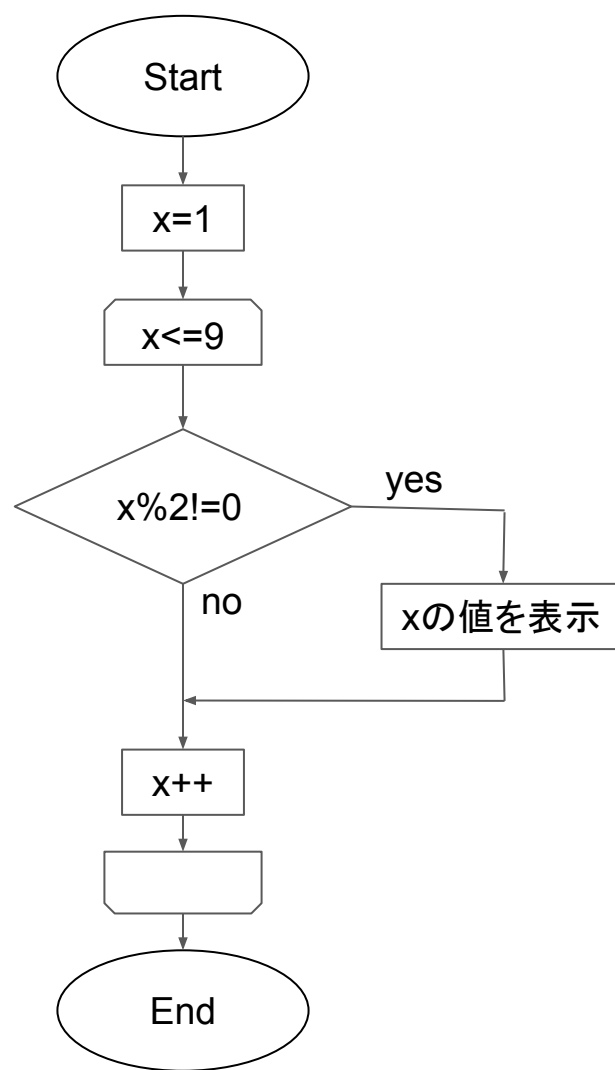 Start
x=1
x<=9
x%2!=0
yes
no
xの値を表示
x++
End